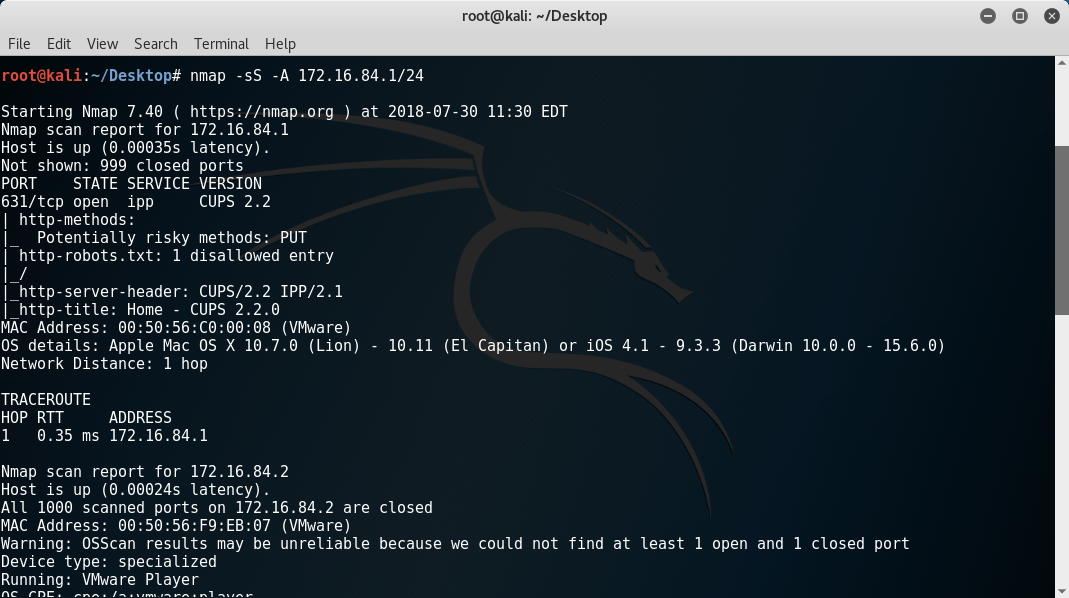 root@kali: ~/Desktop
File Edit View Search Terminal Help
root@kali:~/Desktop# nmap -sS -A 172.16.84.1/24
Starting Nmap 7.40 ( https://nmap.org ) at 2018-07-30 11:30 EDT
Nmap scan report for 172.16.84.1
Host is up (0.00035s latency).
Not shown: 999 closed ports
PORT    STATE SERVICE VERSION
631/tcp open  ipp     CUPS 2.2
| http-methods:
|_  Potentially risky methods: PUT
| http-robots.txt: 1 disallowed entry
|_/
|_http-server-header: CUPS/2.2 IPP/2.1
|_http-title: Home - CUPS 2.2.0
MAC Address: 00:50:56:C0:00:08 (VMware)
OS details: Apple Mac OS X 10.7.0 (Lion) - 10.11 (El Capitan) or iOS 4.1 - 9.3.3 (Darwin 10.0.0 - 15.6.0)
Network Distance: 1 hop
TRACEROUTE
HOP RTT     ADDRESS
1   0.35 ms 172.16.84.1
Nmap scan report for 172.16.84.2
Host is up (0.00024s latency).
All 1000 scanned ports on 172.16.84.2 are closed
MAC Address: 00:50:56:F9:EB:07 (VMware)
Warning: OSScan results may be unreliable because we could not find at least 1 open and 1 closed port
Device type: specialized
Running: VMware Player
OS CPE: cpe:/a:vmware:player